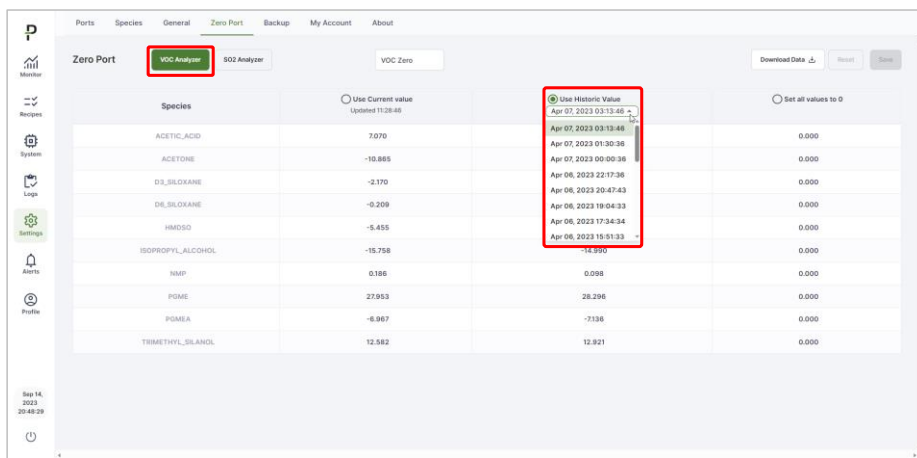 Ports Species General Zero Port Backup My Account About
Zero Port VOC Analyzer SO2 Analyzer VOC Zero Download Data Reset Save
Monitor
Recipes
System
Logs
Settings
Alerts
Profile
Sep 14,
2023
20:48:29
Species Use Current value Use Historic Value Set all values to 0
Updated 11:28:46 Apr 07, 2023 03:13:46
Apr 07, 2023 03:13:46
Apr 07, 2023 01:30:36
Apr 07, 2023 00:00:36
Apr 06, 2023 22:17:36
Apr 06, 2023 20:47:43
Apr 06, 2023 19:04:33
Apr 06, 2023 17:34:34
Apr 06, 2023 15:51:33
ACETIC_ACID 7.070 0.000
ACETONE -10.865 0.000
D3_SILOXANE -2.170 0.000
D6_SILOXANE -0.209 0.000
HMDSO -5.455 0.000
ISOPROPYL_ALCOHOL -15.758 -14.990 0.000
NMP 0.186 0.098 0.000
PGME 27.953 28.296 0.000
PGMEA -6.967 -7.136 0.000
TRIMETHYL_SILANOL 12.582 12.921 0.000